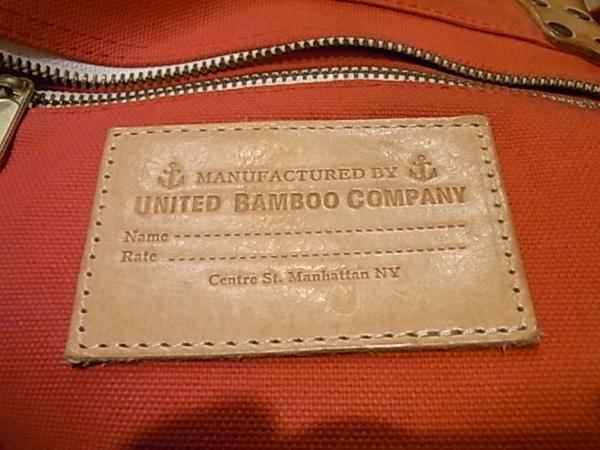 MANUFACTURED BY
UNITED BAMBOO COMPANY
Name
Rate
Centre St. Manhattan NY